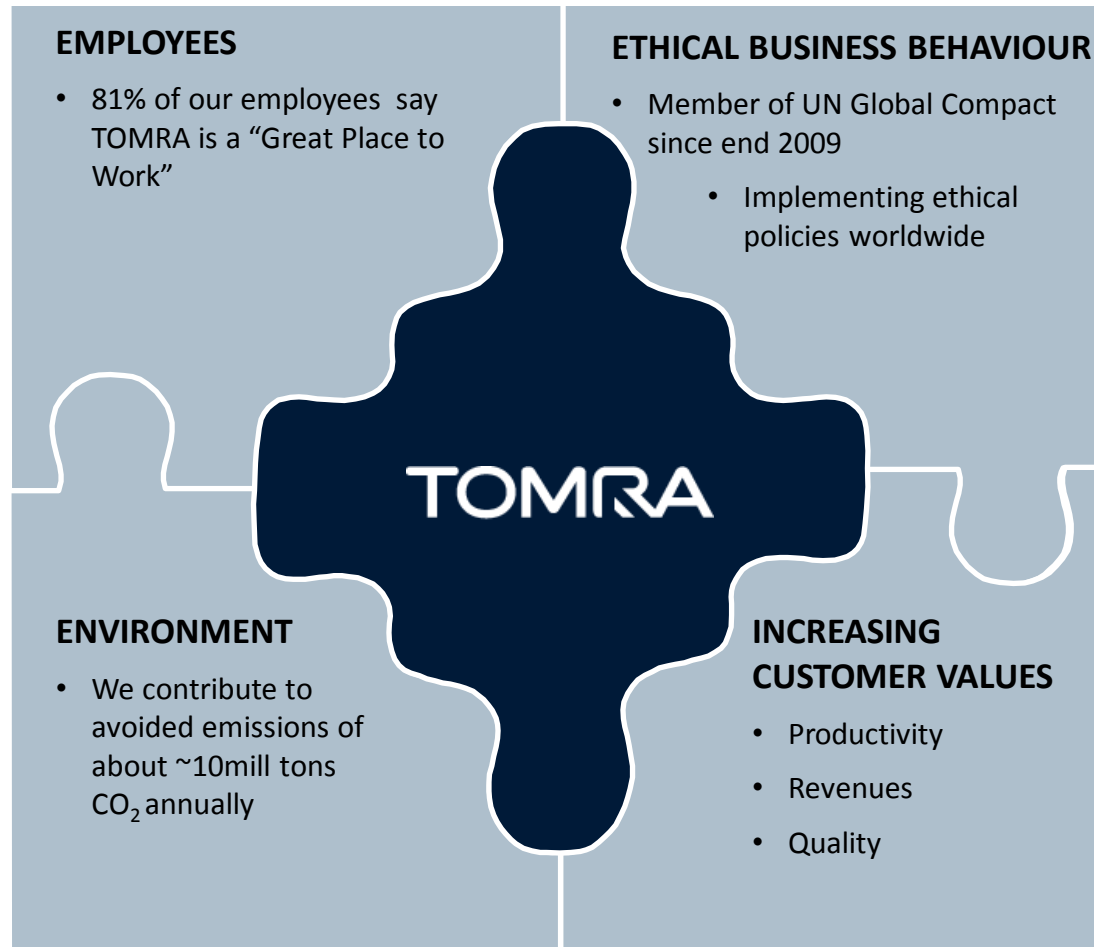 EMPLOYEES
• 81% of our employees say
TOMRA is a “Great Place to
Work”
ETHICAL BUSINESS BEHAVIOUR
• Member of UN Global Compact
since end 2009
• Implementing ethical
policies worldwide
TOMRA
ENVIRONMENT
• We contribute to
avoided emissions of
about ~10mill tons
CO₂ annually
INCREASING
CUSTOMER VALUES
• Productivity
• Revenues
• Quality